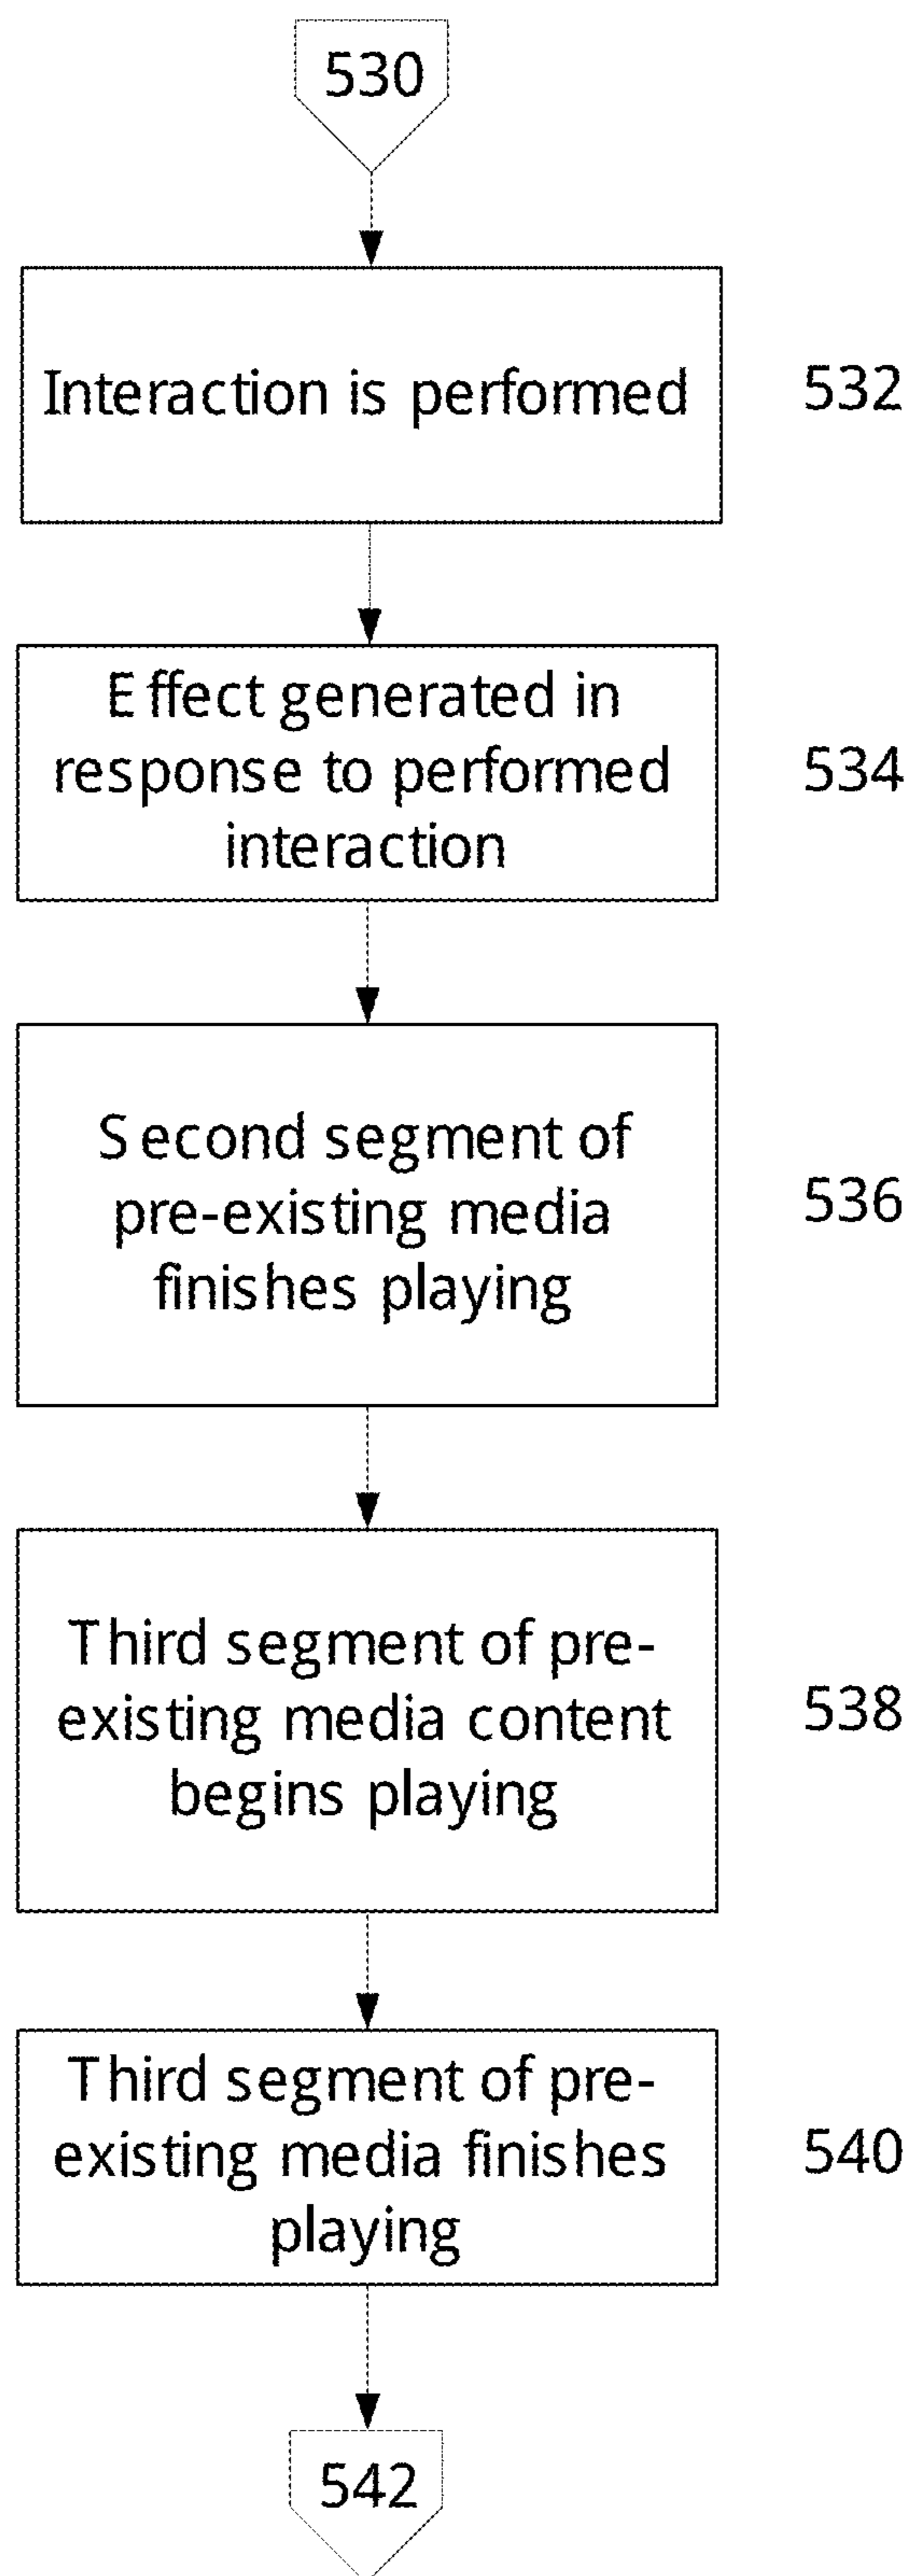 530
Interaction is performed
532
Effect generated in
response to performed
interaction
534
Second segment of
pre-existing media
finishes playing
536
Third segment of pre-
existing media content
begins playing
538
Third segment of pre-
existing media finishes
playing
540
542